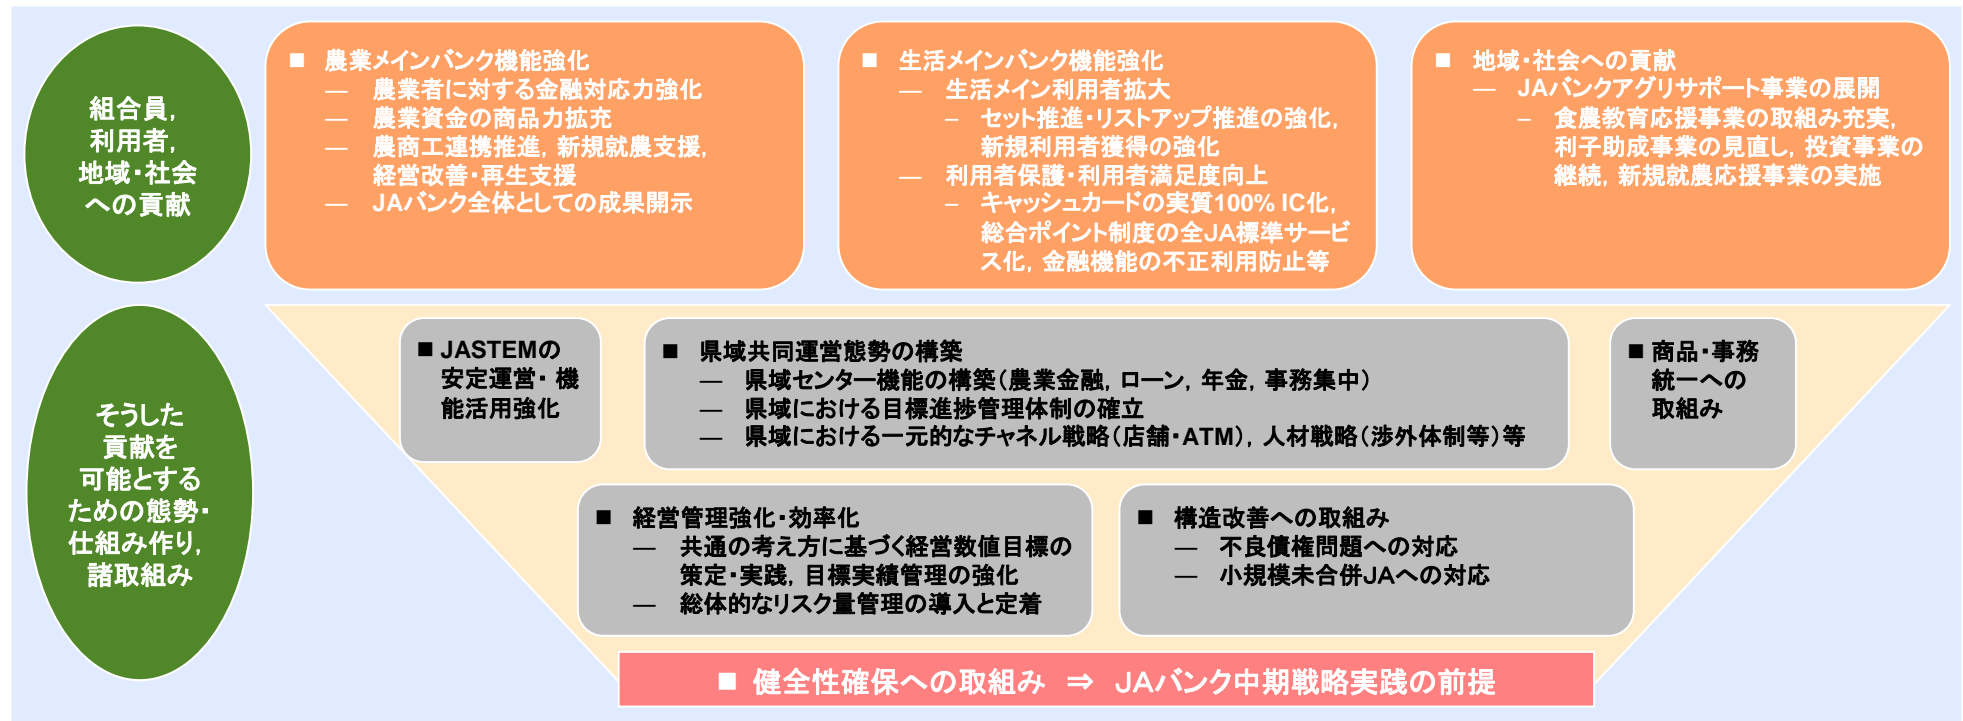 組合員,
利用者,
地域・社会
への貢献
■ 農業メインバンク機能強化
― 農業者に対する金融対応力強化
― 農業資金の商品力拡充
― 農商工連携推進, 新規就農支援,
経営改善・再生支援
― JAバンク全体としての成果開示
■ 生活メインバンク機能強化
― 生活メイン利用者拡大
– セット推進・リストアップ推進の強化,
新規利用者獲得の強化
― 利用者保護・利用者満足度向上
– キャッシュカードの実質100% IC化,
総合ポイント制度の全JA標準サービ
ス化, 金融機能の不正利用防止等
■ 地域・社会への貢献
― JAバンクアグリサポート事業の展開
– 食農教育応援事業の取組み充実,
利子助成事業の見直し, 投資事業の
継続, 新規就農応援事業の実施
そうした
貢献を
可能とする
ための態勢・
仕組み作り,
諸取組み
■ JASTEMの
安定運営・ 機
能活用強化
■ 県域共同運営態勢の構築
― 県域センター機能の構築（農業金融, ローン, 年金, 事務集中）
― 県域における目標進捗管理体制の確立
― 県域における一元的なチャネル戦略（店舗・ATM）, 人材戦略（渉外体制等）等
■ 商品・事務
統一への
取組み
■ 経営管理強化・効率化
― 共通の考え方に基づく経営数値目標の
策定・実践, 目標実績管理の強化
― 総体的なリスク量管理の導入と定着
■ 構造改善への取組み
― 不良債権問題への対応
― 小規模未合併JAへの対応
■ 健全性確保への取組み ⇒ JAバンク中期戦略実践の前提